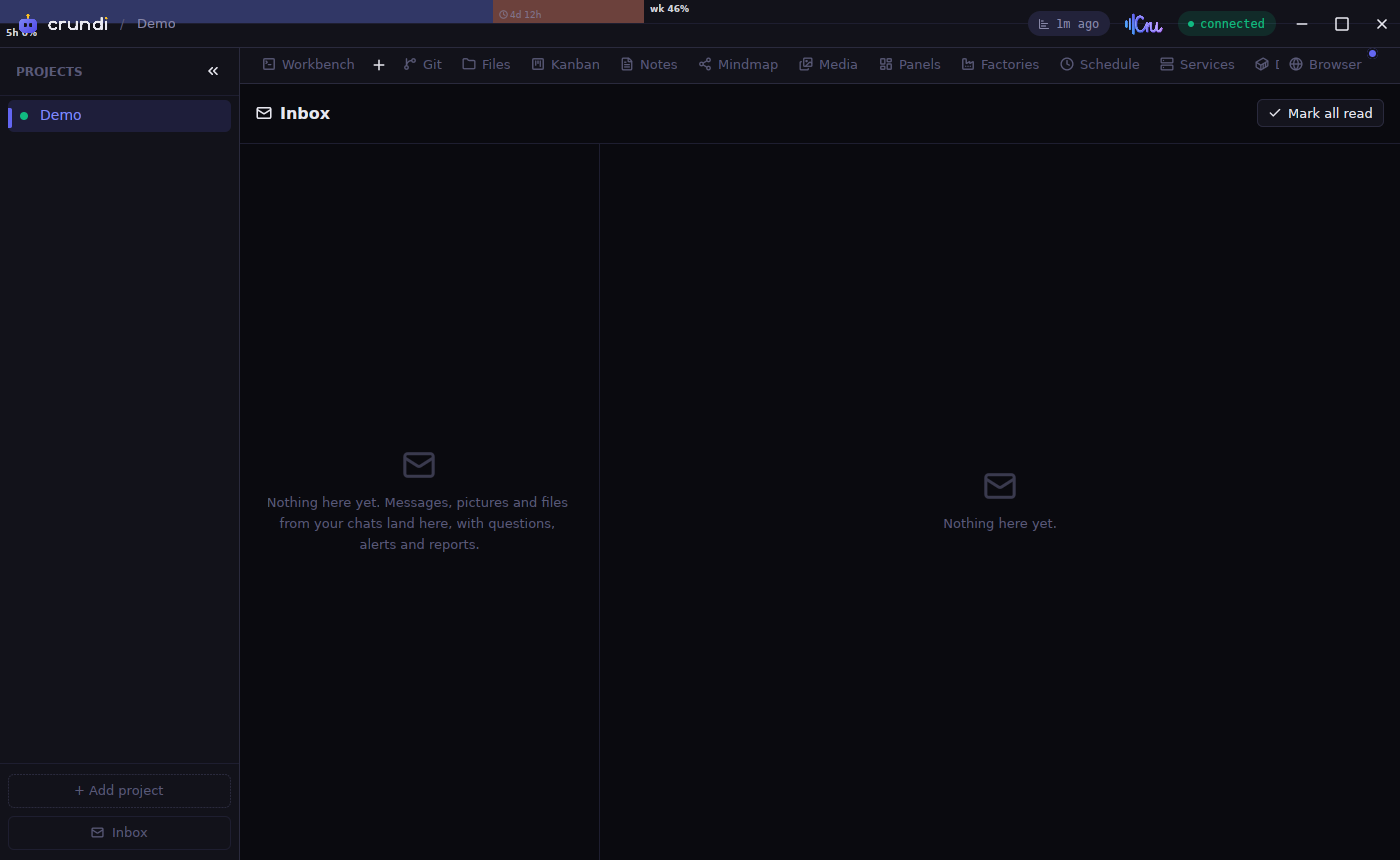 4d 12h
wk 46%
crundi / Demo
1m ago
Cru
connected
PROJECTS
Workbench
Git
Files
Kanban
Notes
Mindmap
Media
Panels
Factories
Schedule
Services
Browser
Demo
Inbox
Mark all read
Nothing here yet. Messages, pictures and files
from your chats land here, with questions,
alerts and reports.
Nothing here yet.
+ Add project
Inbox